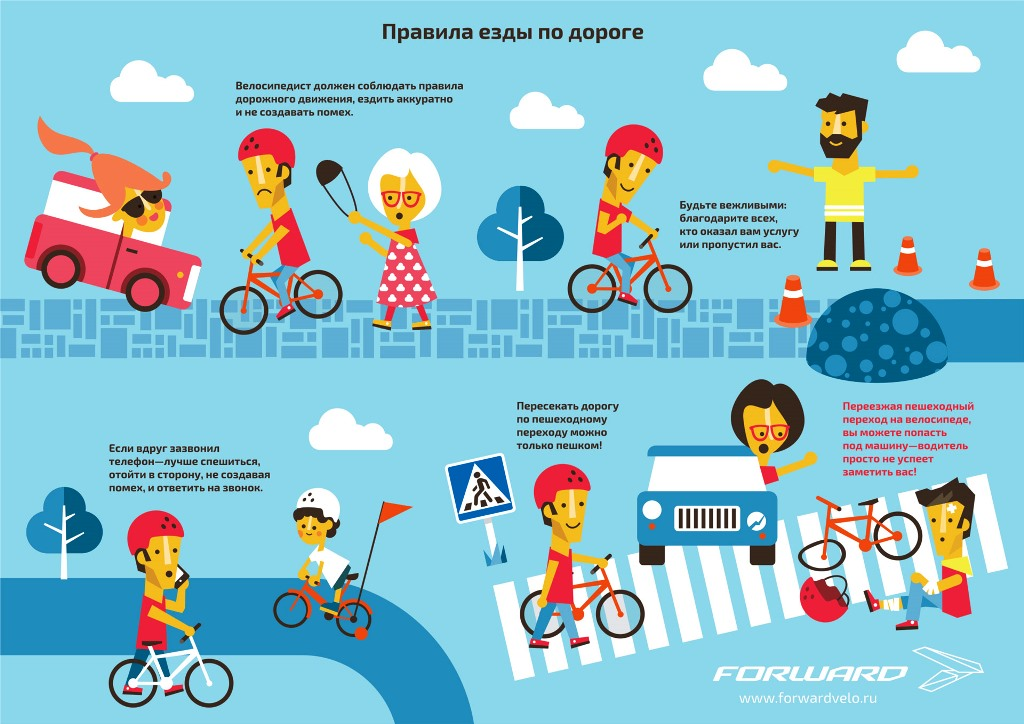 Правила езды по дороге
Велосипедист должен соблюдать правила
дорожного движения, ездить аккуратно
и не создавать помех.
Будьте вежливыми:
благодарите всех,
кто оказал вам услугу
или пропустил вас.
Если вдруг зазвонил
телефон—лучше спешиться,
отойти в сторону, не создавая
помех, и ответить на звонок.
Пересекать дорогу
по пешеходному
переходу можно
только пешком!
Переезжая пешеходный
переход на велосипеде,
вы можете попасть
под машину—водитель
просто не успеет
заметить вас!
FORWARD
www.forwardvelo.ru